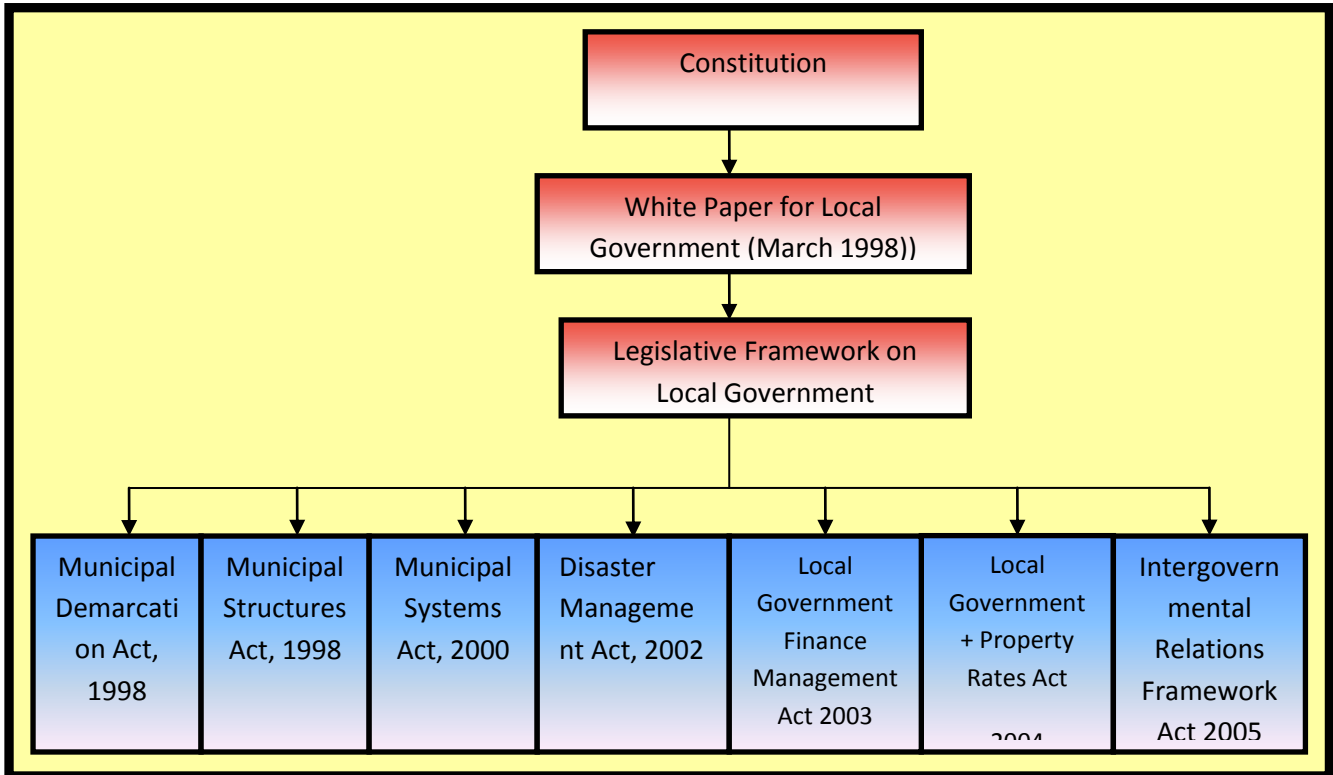 Constitution
White Paper for Local
Government (March 1998))
Legislative Framework on
Local Government
Municipal
Demarcati
on Act,
1998
Municipal
Structures
Act, 1998
Municipal
Systems
Act, 2000
Disaster
Manageme
nt Act, 2002
Local
Government
Finance
Management
Act 2003
Local
Government
+ Property
Rates Act
2004
Intergovern
mental
Relations
Framework
Act 2005